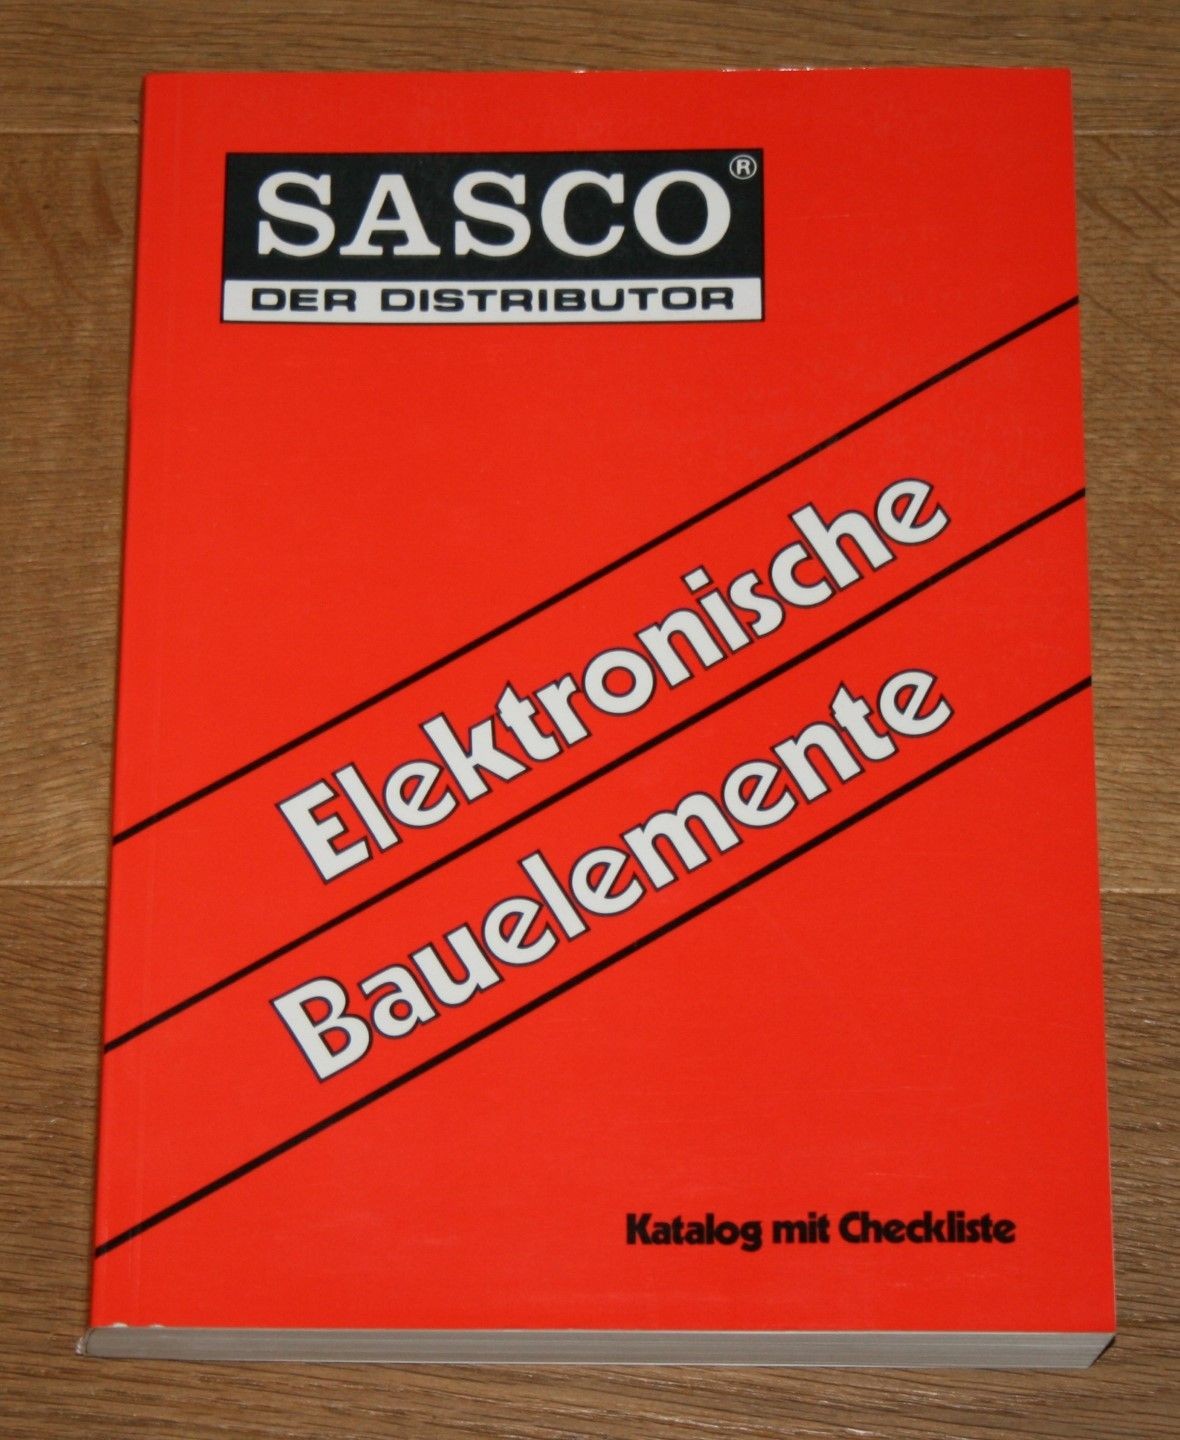 SASCO®
DER DISTRIBUTOR
Elektronische
Bauelemente
Katalog mit Checkliste